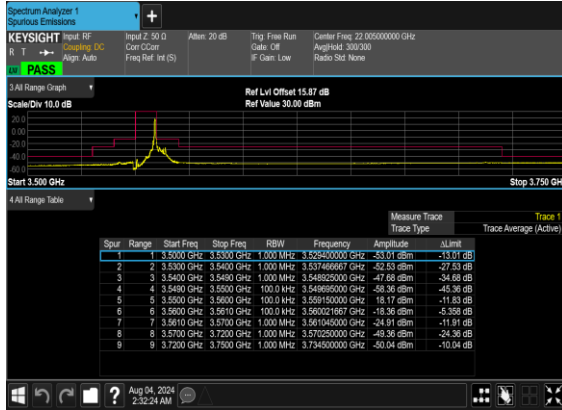 Spectrum Analyzer 1
Spurious Emissions
KEYSIGHT Input: RF Input Z: 50 Ω Atten: 20 dB Trig: Free Run Center Freq: 22.005000000 GHz
R T Coupling: DC Corr CCorr Gate: Off Avg|Hold: 300/300
Align: Auto Freq Ref: Int (S) IF Gain: Low Radio Std: None
PASS
3 All Range Graph Ref Lvl Offset 15.87 dB
Scale/Div 10.0 dB Ref Value 30.00 dBm
20.0
0.00
-20.0
-40.0
-60.0
Start 3.500 GHz Stop 3.750 GH
4 All Range Table
Measure Trace Trace 1
Trace Type Trace Average (Active)
Spur Range Start Freq Stop Freq RBW Frequency Amplitude ΔLimit
1 1 3.5000 GHz 3.5300 GHz 1.000 MHz 3.529400000 GHz -53.01 dBm -13.01 dB
2 2 3.5300 GHz 3.5400 GHz 1.000 MHz 3.537466667 GHz -52.53 dBm -27.53 dB
3 3 3.5400 GHz 3.5490 GHz 1.000 MHz 3.548925000 GHz -47.68 dBm -34.68 dB
4 4 3.5490 GHz 3.5500 GHz 100.0 kHz 3.549695000 GHz -58.36 dBm -45.36 dB
5 5 3.5500 GHz 3.5600 GHz 100.0 kHz 3.559150000 GHz 18.17 dBm -11.83 dB
6 6 3.5600 GHz 3.5610 GHz 100.0 kHz 3.560021667 GHz -18.36 dBm -5.358 dB
7 7 3.5610 GHz 3.5700 GHz 1.000 MHz 3.561045000 GHz -24.91 dBm -11.91 dB
8 8 3.5700 GHz 3.7200 GHz 1.000 MHz 3.570250000 GHz -49.36 dBm -24.36 dB
9 9 3.7200 GHz 3.7500 GHz 1.000 MHz 3.734500000 GHz -50.04 dBm -10.04 dB
Aug 04, 2024
2:32:24 AM